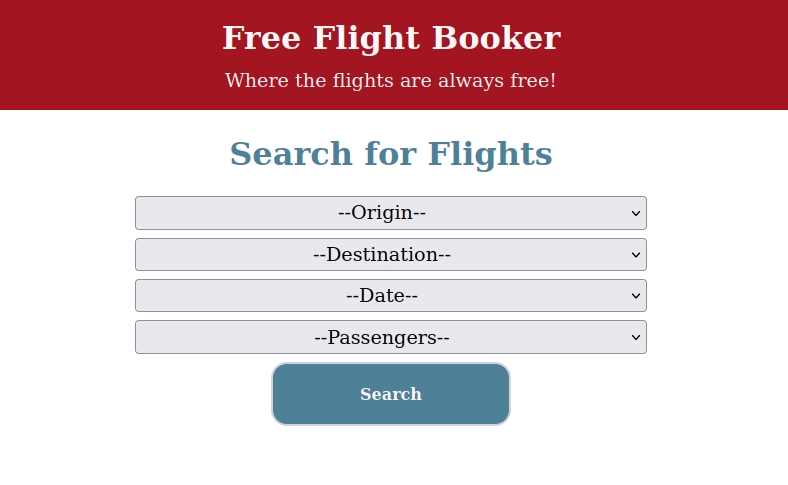 Free Flight Booker
Where the flights are always free!
Search for Flights
--Origin--
--Destination--
--Date--
--Passengers--
Search